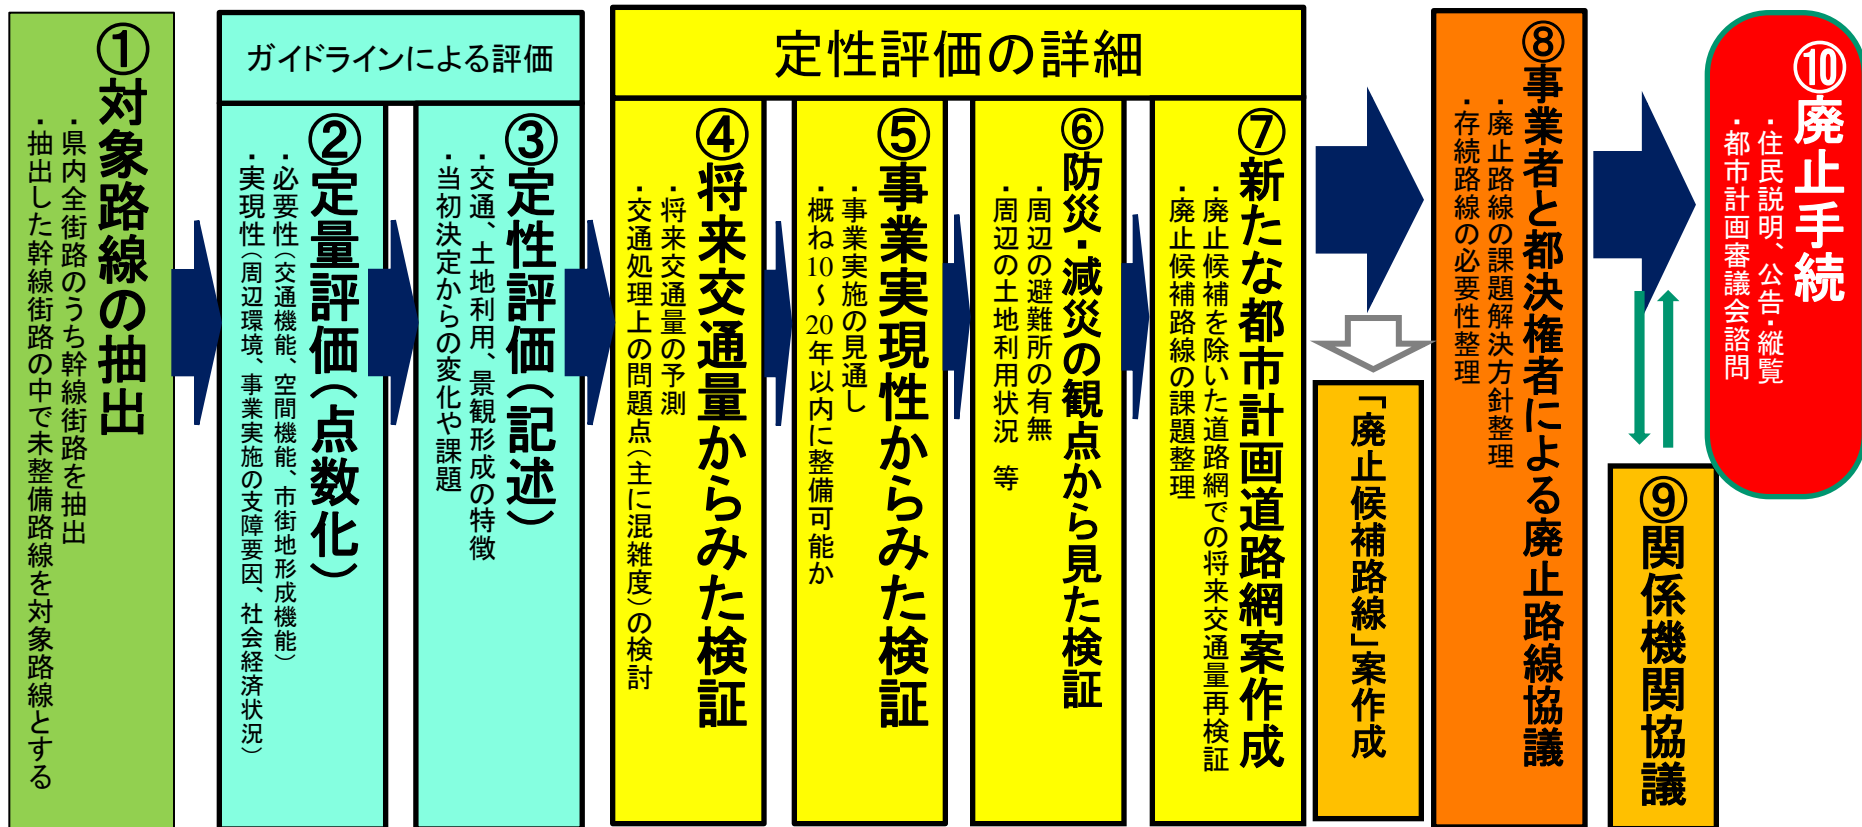 ①対象路線の抽出
・県内全街路のうち幹線街路を抽出
・抽出した幹線街路の中で未整備路線を対象路線とする
ガイドラインによる評価
②定量評価（点数化）
・必要性（交通機能、空間機能、市街地形成機能）
・実現性（周辺環境、事業実施の支障要因、社会経済状況）
③定性評価（記述）
・交通、土地利用、景観形成の特徴
・当初決定からの変化や課題
定性評価の詳細
④将来交通量からみた検証
・将来交通量の予測
・交通処理上の問題点（主に混雑度）の検討
⑤事業実現性からみた検証
・事業実施の見通し
・概ね10～20年以内に整備可能か
⑥防災・減災の観点から見た検証
・周辺の避難所の有無
・周辺の土地利用状況 等
⑦新たな都市計画道路網案作成
・廃止候補を除いた道路網での将来交通量再検証
・廃止候補路線の課題整理
「廃止候補路線」案作成
⑧事業者と都決権者による廃止路線協議
・廃止路線の課題解決方針整理
・存続路線の必要性整理
⑨関係機関協議
⑩廃止手続
・住民説明、公告・縦覧
・都市計画審議会諮問